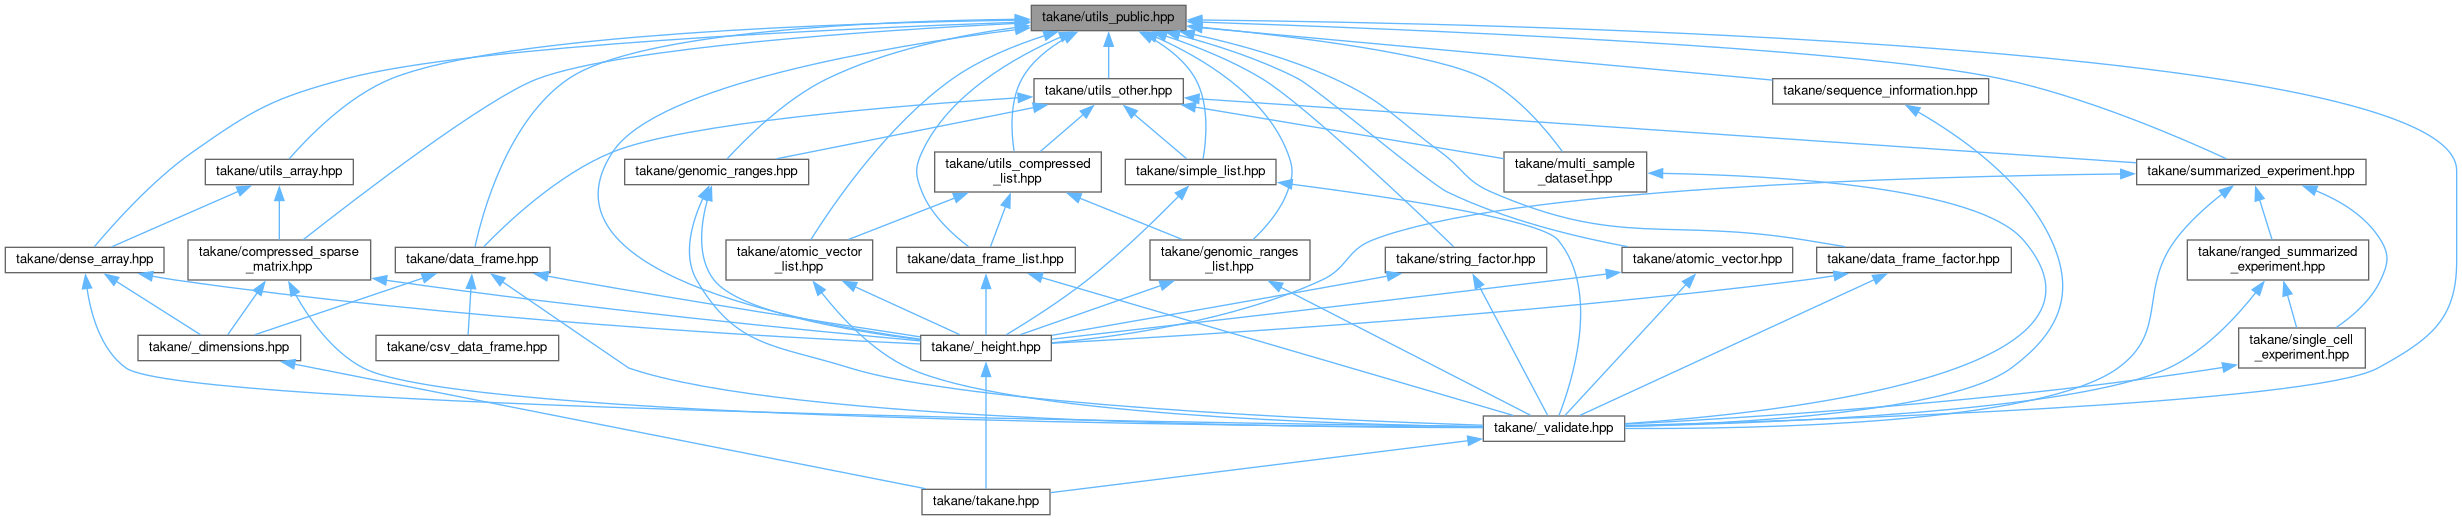 takane/utils_public.hpp
takane/utils_other.hpp
takane/sequence_information.hpp
takane/utils_array.hpp
takane/genomic_ranges.hpp
takane/utils_compressed
_list.hpp
takane/simple_list.hpp
takane/multi_sample
_dataset.hpp
takane/summarized_experiment.hpp
takane/dense_array.hpp
takane/compressed_sparse
_matrix.hpp
takane/data_frame.hpp
takane/atomic_vector
_list.hpp
takane/data_frame_list.hpp
takane/genomic_ranges
_list.hpp
takane/string_factor.hpp
takane/atomic_vector.hpp
takane/data_frame_factor.hpp
takane/ranged_summarized
_experiment.hpp
takane/_dimensions.hpp
takane/csv_data_frame.hpp
takane/_height.hpp
takane/single_cell
_experiment.hpp
takane/_validate.hpp
takane/takane.hpp